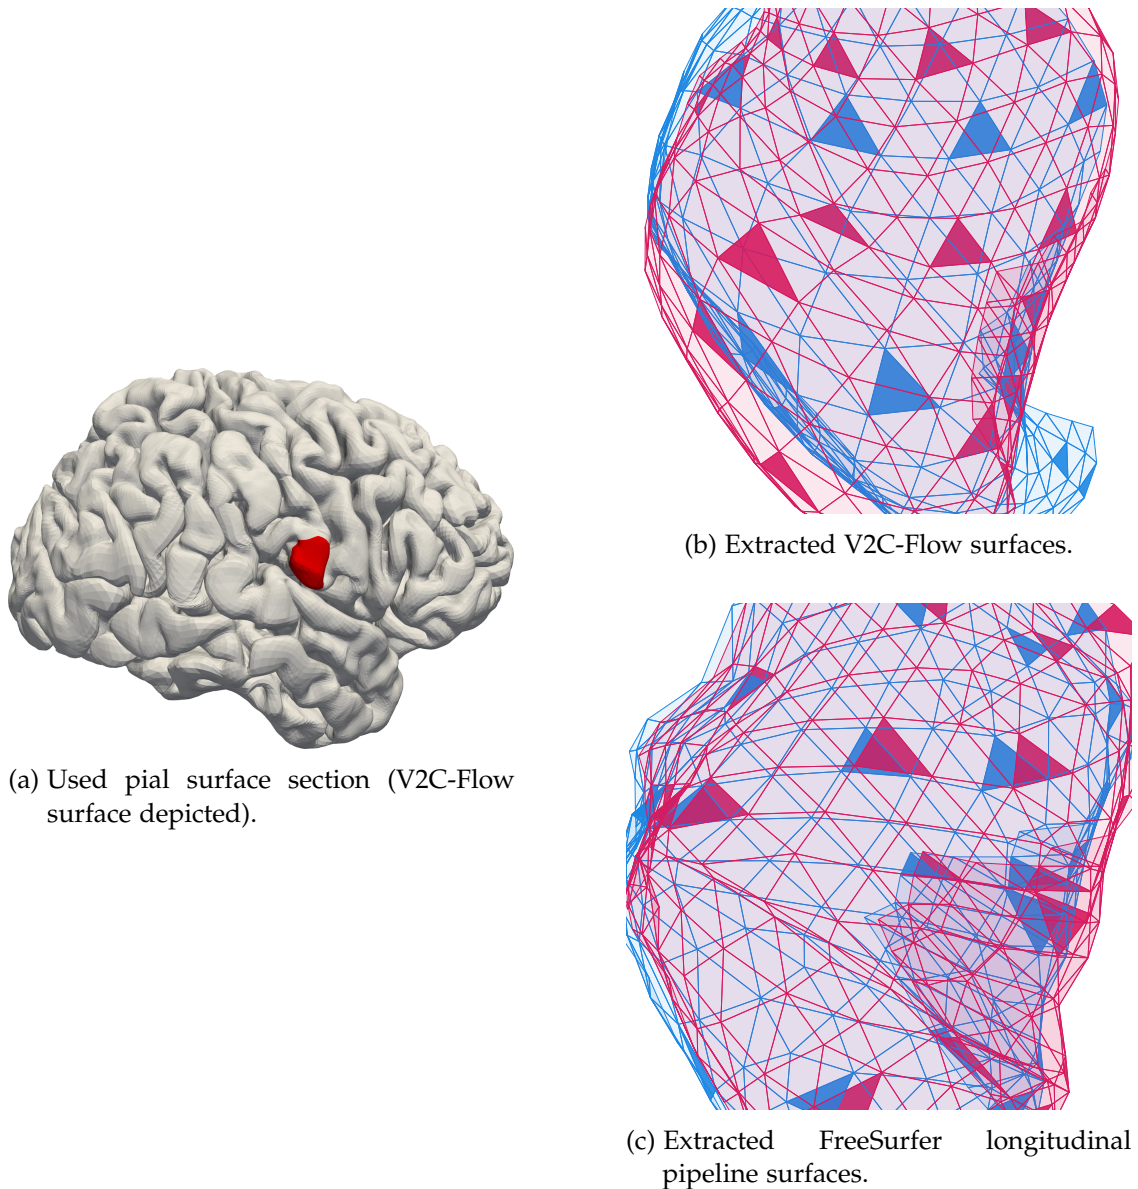 (a) Used pial surface section (V2C-Flow
surface depicted).
(b) Extracted V2C-Flow surfaces.
(c) Extracted FreeSurfer longitudinal
pipeline surfaces.